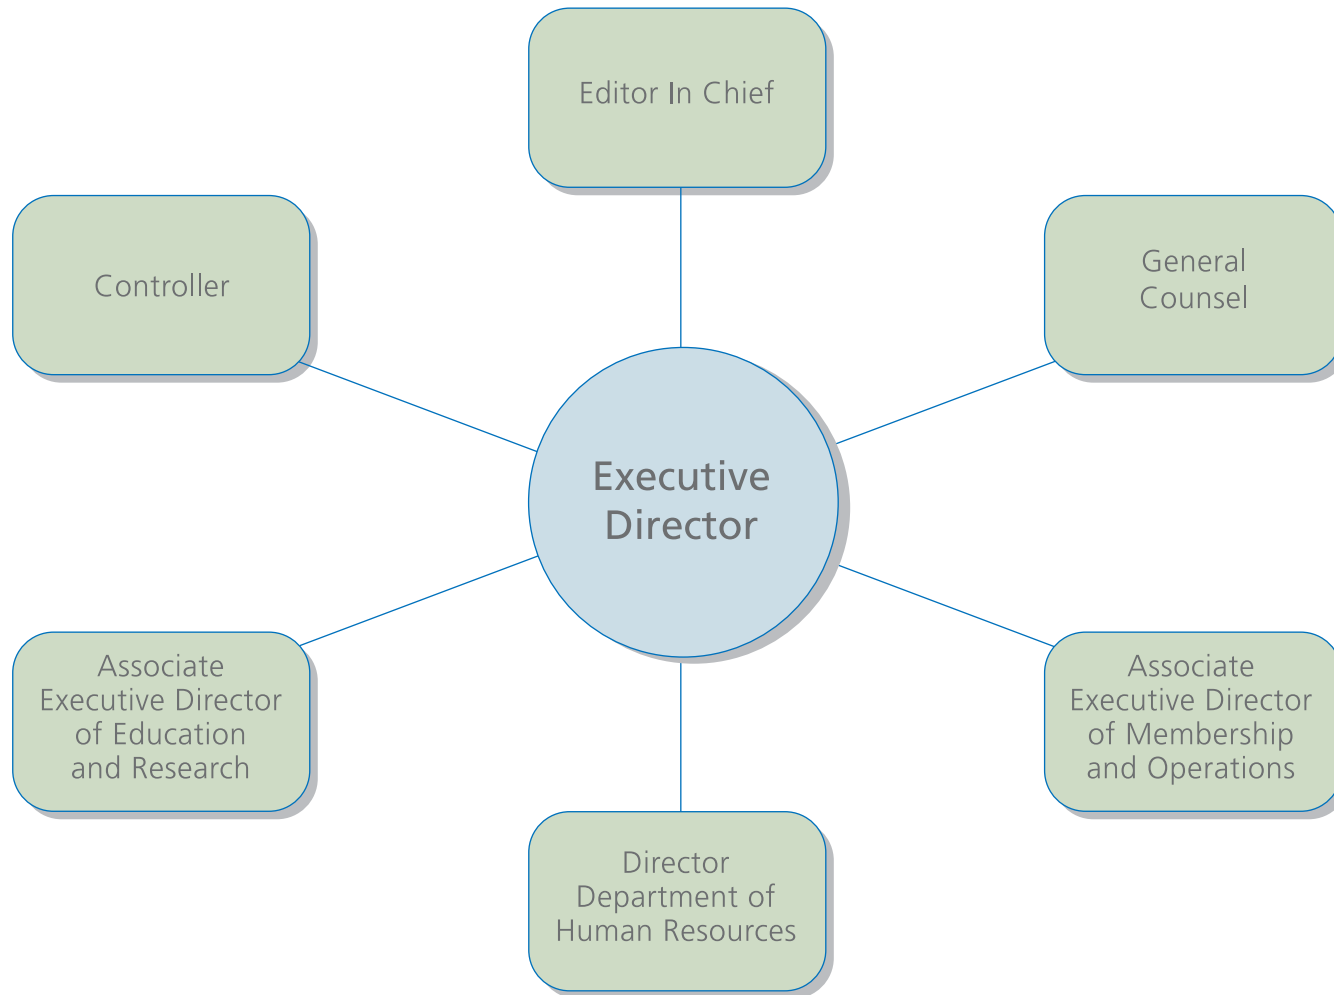 Editor In Chief
Controller
General
Counsel
Executive
Director
Associate
Executive Director
of Education
and Research
Associate
Executive Director
of Membership
and Operations
Director
Department of
Human Resources